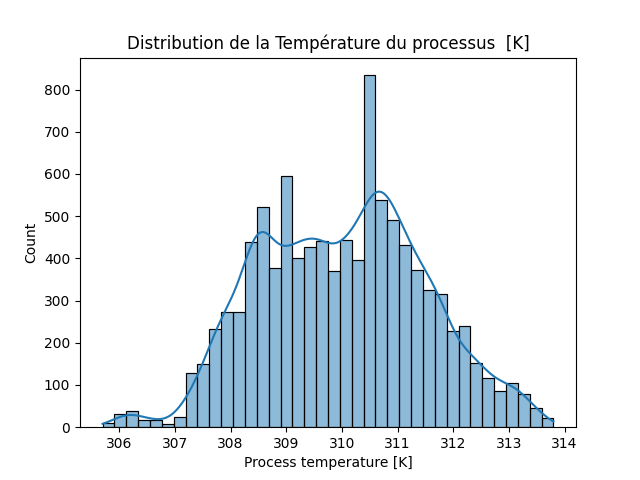 Distribution de la Température du processus  [K]
Count
800
700
600
500
400
300
200
100
0
306 307 308 309 310 311 312 313 314
Process temperature [K]